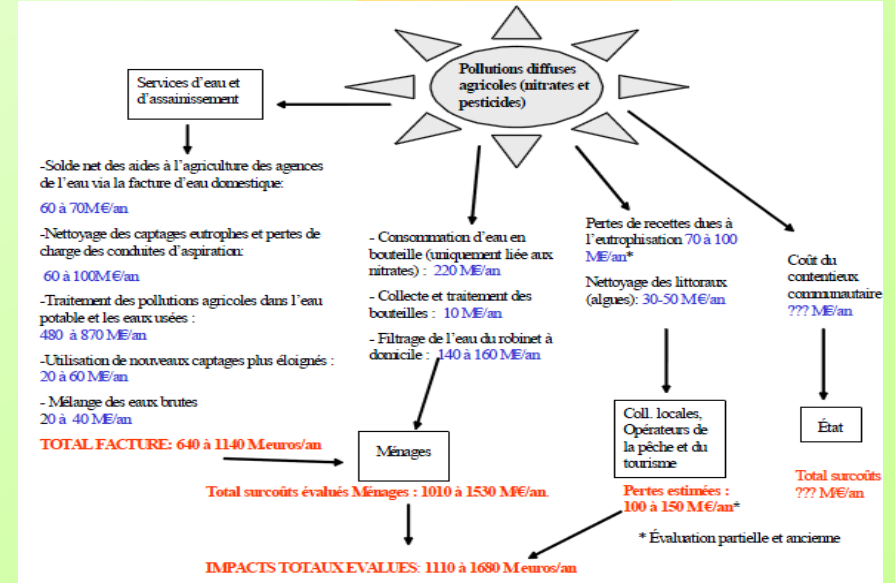 Pollutions diffuses
agricoles (nitrates et
pesticides)
Services d'eau et
d'assainissement
-Solde net des aides à l'agriculture des agences
de l'eau via la facture d'eau domestique:
60 à 70M€/an
-Nettoyage des captages eutrophes et pertes de
charge des conduites d'aspiration:
60 à 100M€/an
-Traitement des pollutions agricoles dans l'eau
potable et les eaux usées :
480 à 870 M€/an
-Utilisation de nouveaux captages plus éloignés :
20 à 60 M€/an
- Mélange des eaux brutes
20 à 40 M€/an
TOTAL FACTURE: 640 à 1140 M.euros/an
- Consommation d'eau en
bouteille (uniquement liée aux
nitrates) : 220 M€/an
- Collecte et traitement des
bouteilles : 10 M€/an
- Filtrage de l'eau du robinet à
domicile : 140 à 160 M€/an
Ménages
Total surcoûts évalués Ménages : 1010 à 1530 M€/an.
Pertes de recettes dues à
l'eutrophisation 70 à 100
M€/an*
Nettoyage des littoraux
(algues): 30-50 M€/an
Coll. locales,
Opérateurs de
la pêche et du
tourisme
Pertes estimées :
100 à 150 M€/an*
Coût du
contentieux
communautaire
??? M€/an
État
Total surcoûts
??? M€/an
* Évaluation partielle et ancienne
IMPACTS TOTAUX EVALUES: 1110 à 1680 M.euros/an